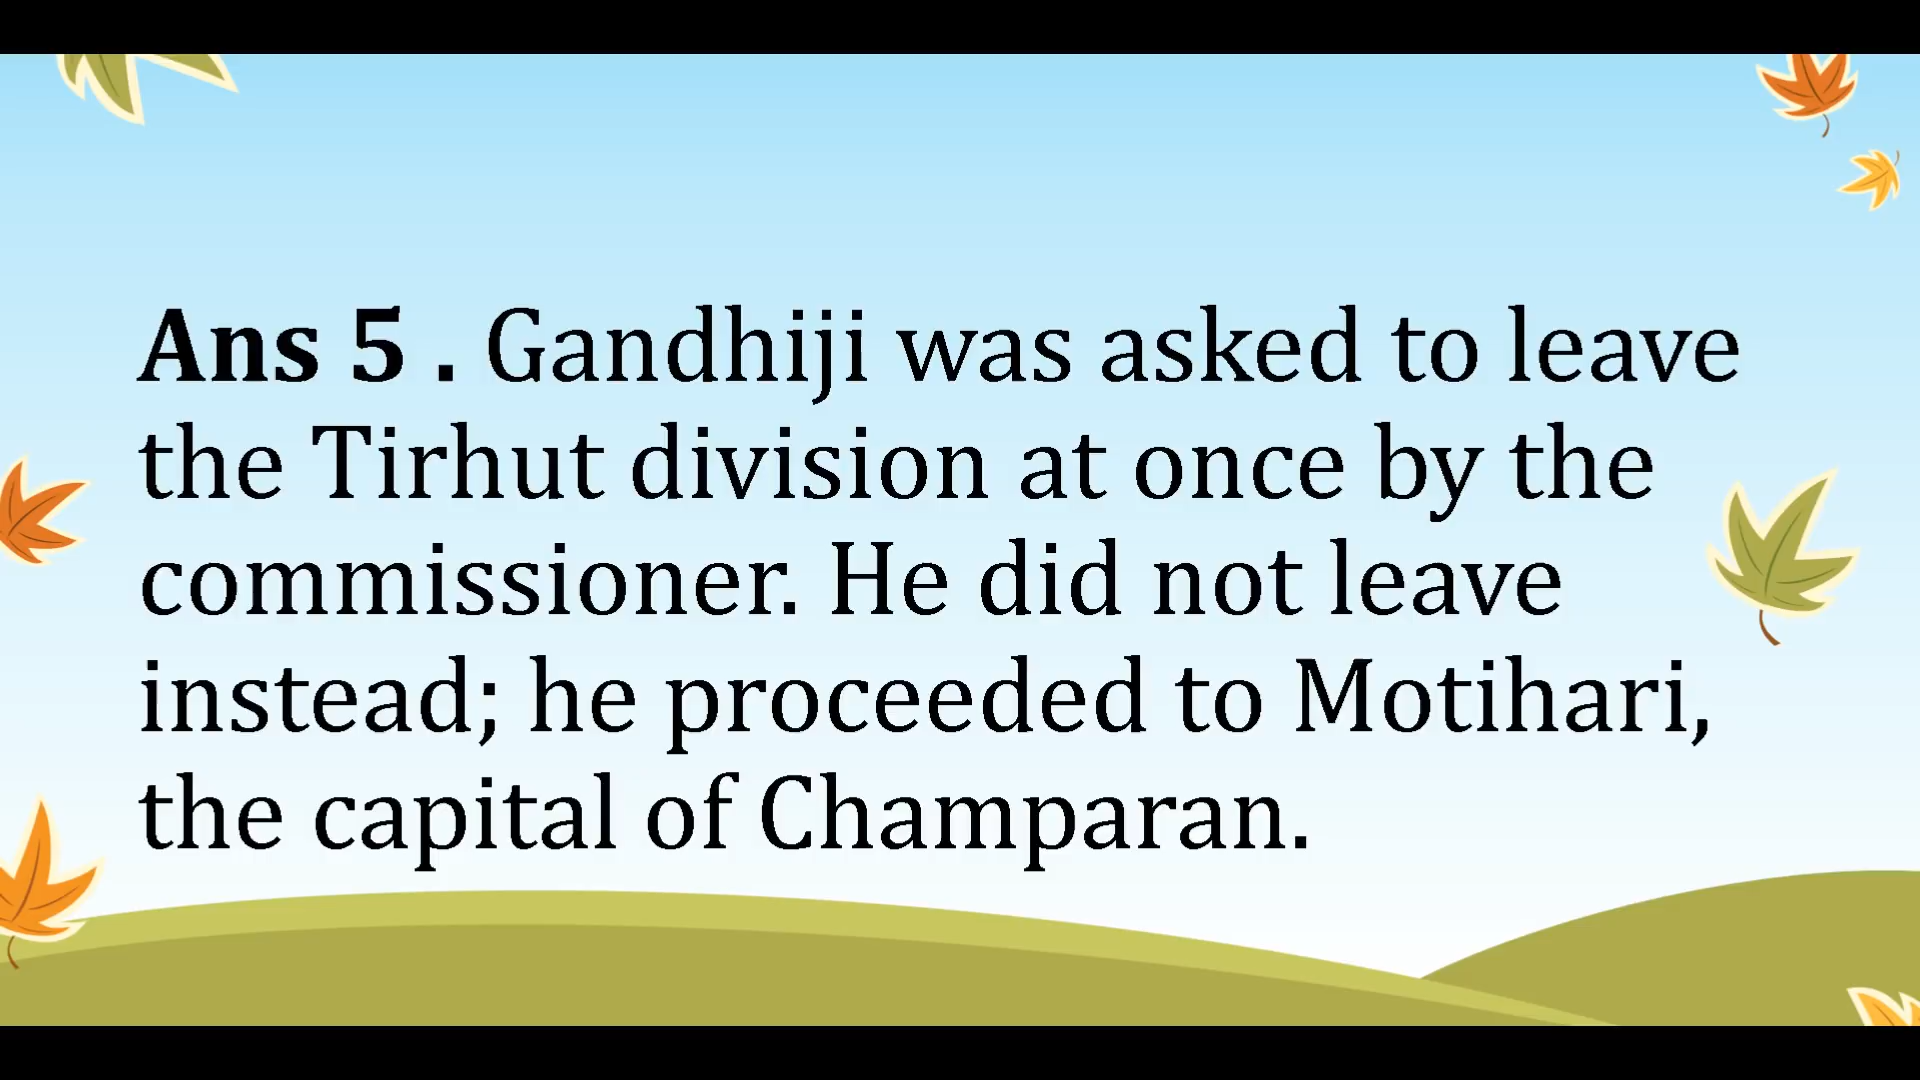 Ans 5 . Gandhiji was asked to leave
the Tirhut division at once by the
commissioner. He did not leave
instead; he proceeded to Motihari,
the capital of Champaran.